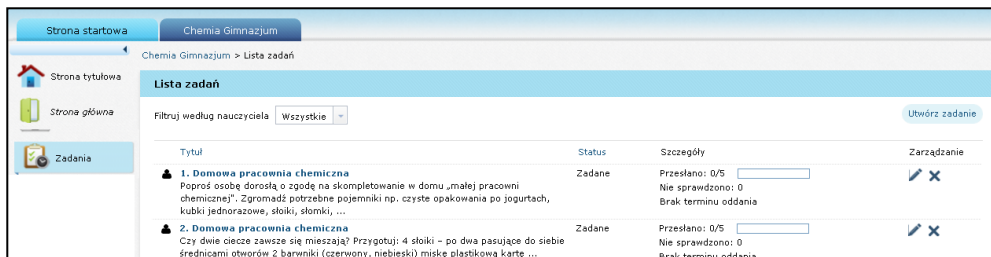 Strona startowa
Chemia Gimnazjum
Chemia Gimnazjum > Lista zadań
Strona tytułowa
Strona główna
Zadania
Lista zadań
Filtruj według nauczyciela Wszystkie
Utwórz zadanie
Tytuł Status Szczegóły Zarządzanie
1. Domowa pracownia chemiczna Zadane Przesłano: 0/5
Poproś osobę dorosłą o zgodę na skompletowanie w domu „małej pracowni Nie sprawdzono: 0
chemicznej". Zgromadź potrzebne pojemniki np. czyste opakowania po jogurtach, Brak terminu oddania
kubki jednorazowe, słoiki, słomki, ...
2. Domowa pracownia chemiczna Zadane Przesłano: 0/5
Czy dwie ciecze zawsze się mieszają? Przygotuj: 4 słoiki – po dwa pasujące do siebie Nie sprawdzono: 0
średnicami otworów 2 barwniki (czerwony, niebieski) miskę plastikową kartę ... Brak terminu oddania